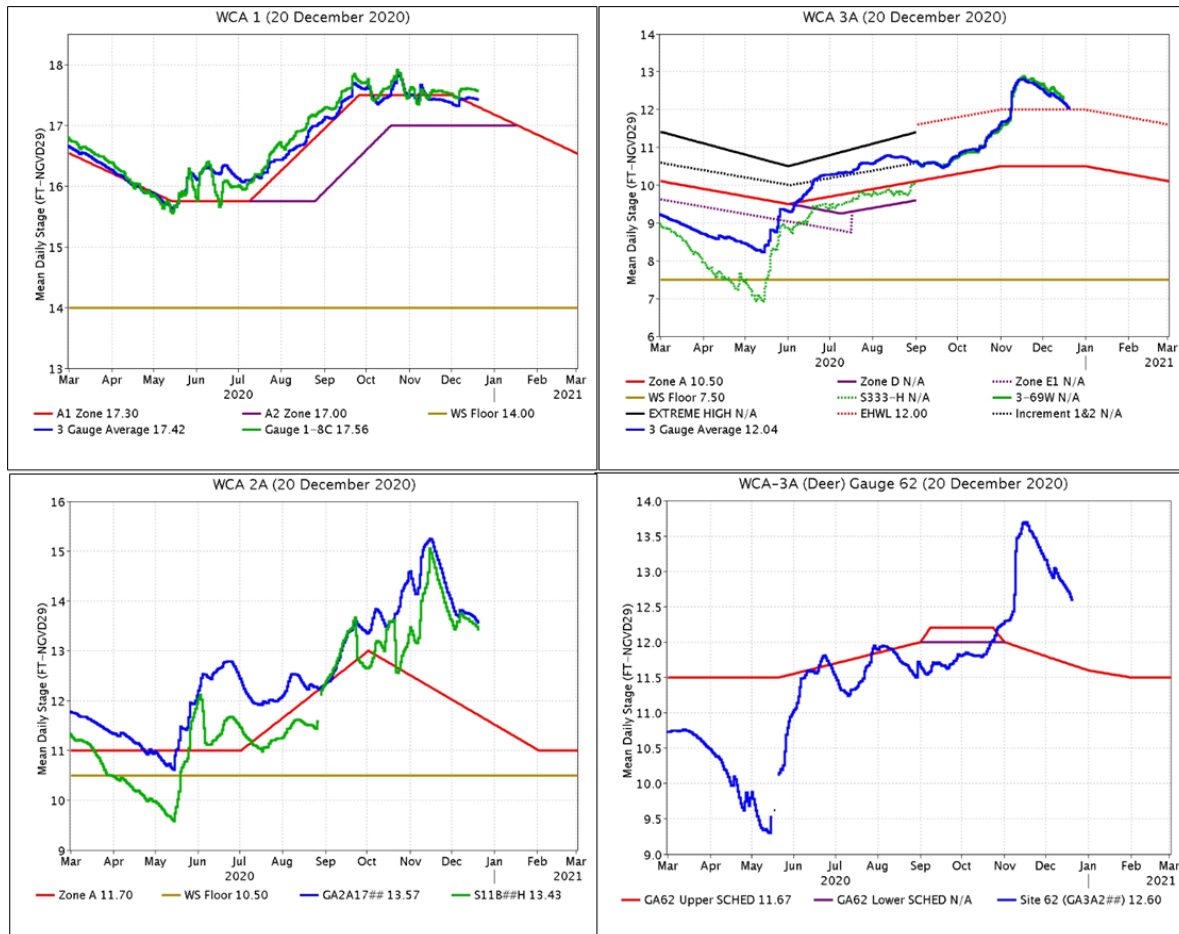 WCA 1 (20 December 2020)
Mean Daily Stage (FT-NGVD29)
18
17
16
15
14
13
Mar Apr May Jun Jul Aug Sep Oct Nov Dec Jan Feb Mar
2020 2021
A1 Zone 17.30 A2 Zone 17.00 WS Floor 14.00
3 Gauge Average 17.42 Gauge 1-8C 17.56
WCA 3A (20 December 2020)
Mean Daily Stage (FT-NGVD29)
14
13
12
11
10
9
8
7
6
Mar Apr May Jun Jul Aug Sep Oct Nov Dec Jan Feb Mar
2020 2021
Zone A 10.50 Zone D N/A Zone E1 N/A
WS Floor 7.50 S333-H N/A 3-69W N/A
EXTREME HIGH N/A EHWL 12.00 Increment 1&2 N/A
3 Gauge Average 12.04
WCA 2A (20 December 2020)
Mean Daily Stage (FT-NGVD29)
16
15
14
13
12
11
10
9
Mar Apr May Jun Jul Aug Sep Oct Nov Dec Jan Feb Mar
2020 2021
Zone A 11.70 WS Floor 10.50 GA2A17## 13.57 S11B##H 13.43
WCA-3A (Deer) Gauge 62 (20 December 2020)
Mean Daily Stage (FT-NGVD29)
14.0
13.5
13.0
12.5
12.0
11.5
11.0
10.5
10.0
9.5
9.0
Mar Apr May Jun Jul Aug Sep Oct Nov Dec Jan Feb Mar
2020 2021
GA62 Upper SCHED 11.67 GA62 Lower SCHED N/A Site 62 (GA3A2##) 12.60